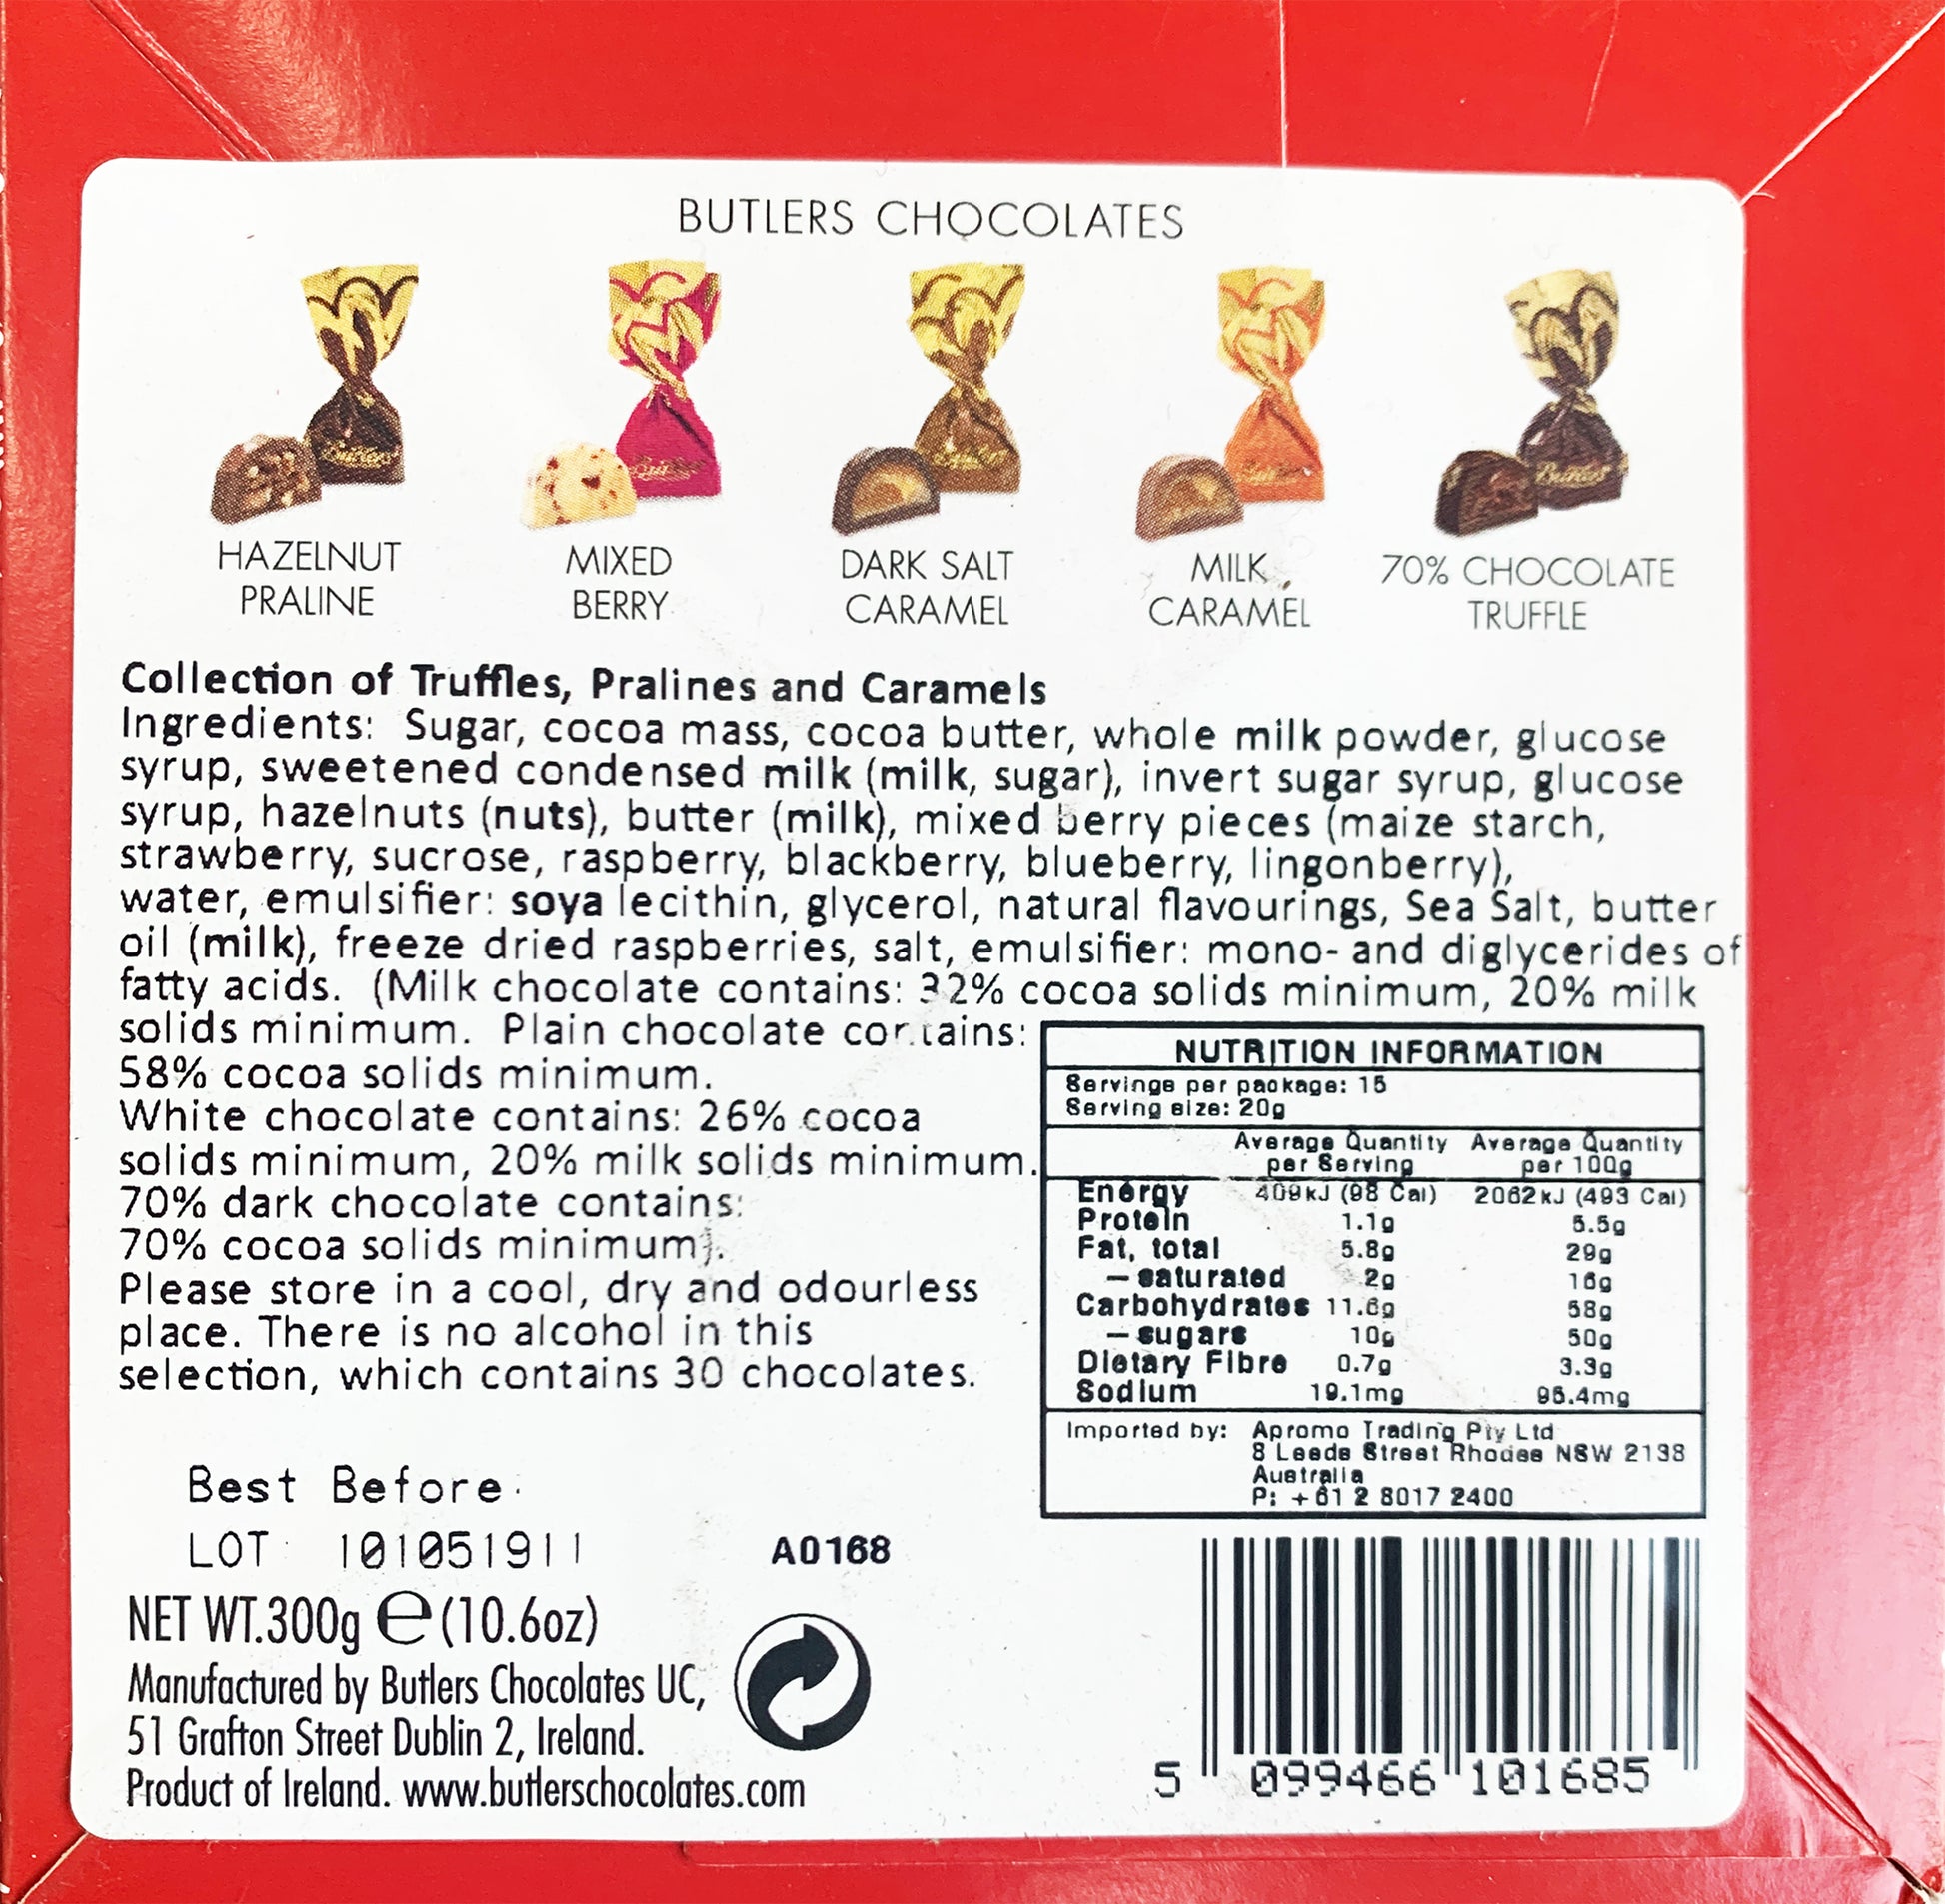 BUTLERS CHOCOLATES
HAZELNUT
PRALINE
MIXED
BERRY
DARK SALT
CARAMEL
MILK
CARAMEL
70% CHOCOLATE
TRUFFLE
Collection of Truffles, Pralines and Caramels
Ingredients: Sugar, cocoa mass, cocoa butter, whole milk powder, glucose
syrup, sweetened condensed milk (milk, sugar), invert sugar syrup, glucose
syrup, hazelnuts (nuts), butter (milk), mixed berry pieces (maize starch,
strawberry, sucrose, raspberry, blackberry, blueberry, lingonberry),
water, emulsifier: soya lecithin, glycerol, natural flavourings, Sea Salt, butter
oil (milk), freeze dried raspberries, salt, emulsifier: mono- and diglycerides of
fatty acids. (Milk chocolate contains: 32% cocoa solids minimum, 20% milk
solids minimum. Plain chocolate contains:
58% cocoa solids minimum.
White chocolate contains: 26% cocoa
solids minimum, 20% milk solids minimum.
70% dark chocolate contains:
70% cocoa solids minimum).
Please store in a cool, dry and odourless
place. There is no alcohol in this
selection, which contains 30 chocolates.
NUTRITION INFORMATION
Servings per package: 15
Serving size: 20g
Average Quantity Average Quantity
per Serving per 100g
Energy 409kJ (98 Cal) 2062kJ (493 Cal)
Protein 1.1g 5.5g
Fat, total 5.8g 29g
– saturated 2g 16g
Carbohydrates 11.6g 58g
– sugars 10g 50g
Dietary Fibre 0.7g 3.3g
Sodium 19.1mg 95.4mg
Imported by: Apromo Trading Pty Ltd
8 Leeds Street Rhodes NSW 2138
Australia
P: +61 2 8017 2400
Best Before:
LOT: 101051911
A0168
NET WT.300g e (10.6oz)
Manufactured by Butlers Chocolates UC,
51 Grafton Street Dublin 2, Ireland.
Product of Ireland. www.butlerschocolates.com
5 099466 101685